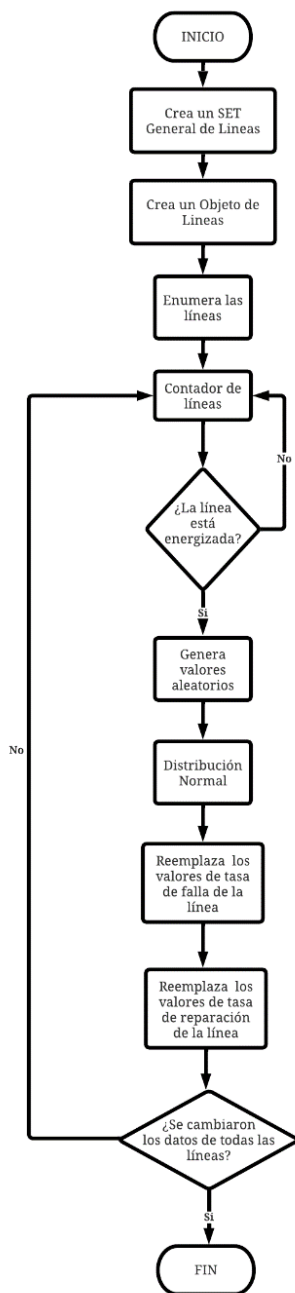 INICIO
Crea un SET
General de Lineas
Crea un Objeto de
Lineas
Enumera las
líneas
Contador de
líneas
No
¿La línea
está
energizada?
Si
Genera
valores
aleatorios
No
Distribución
Normal
Reemplaza los
valores de tasa
de falla de la
línea
Reemplaza los
valores de tasa
de reparación
de la línea
¿Se cambiaron
los datos de todas las
líneas?
Si
FIN